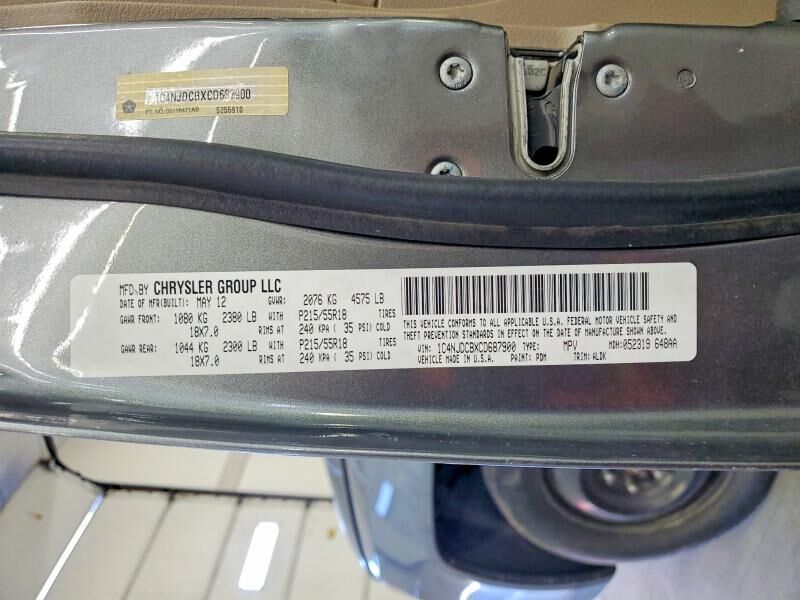 1C4NJDCBXCD687900
PT. NO. 05116471AB 5255910
MFD BY CHRYSLER GROUP LLC
DATE OF MFR(BUILT): MAY 12 GVWR: 2076 KG 4575 LB
GAWR FRONT: 1080 KG 2380 LB WITH P215/55R18 TIRES
18X7.0 RIMS AT 240 KPA ( 35 PSI) COLD
GAWR REAR: 1044 KG 2300 LB WITH P215/55R18 TIRES
18X7.0 RIMS AT 240 KPA ( 35 PSI) COLD
THIS VEHICLE CONFORMS TO ALL APPLICABLE U.S.A. FEDERAL MOTOR VEHICLE SAFETY AND
THEFT PREVENTION STANDARDS IN EFFECT ON THE DATE OF MANUFACTURE SHOWN ABOVE.
VIN: 1C4NJDCBXCD687900 TYPE: MPV MDH: 052319 648AA
VEHICLE MADE IN U.S.A. PAINT: PDM TRIM: ALDK